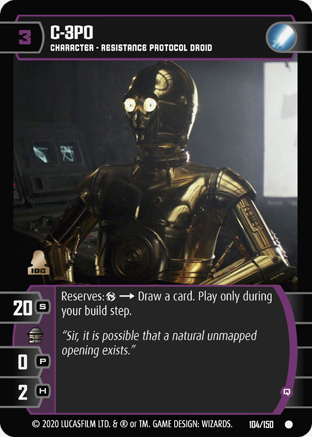 3
C-3PO
CHARACTER • RESISTANCE PROTOCOL DROID
IDC
20 S
0 P
2 H
Reserves: → Draw a card. Play only during
your build step.
“Sir, it is possible that a natural unmapped
opening exists.”
© 2020 LUCASFILM LTD. & ® or TM. GAME DESIGN: WIZARDS.
104/150